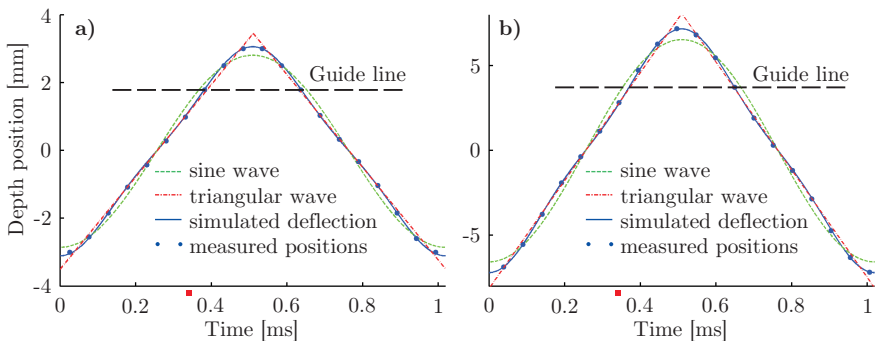 a)
4
2
0
-2
-4
Depth position [mm]
Guide line
sine wave
triangular wave
simulated deflection
measured positions
0
0.2
0.4
0.6
0.8
1
Time [ms]
b)
5
0
-5
Guide line
sine wave
triangular wave
simulated deflection
measured positions
0
0.2
0.4
0.6
0.8
1
Time [ms]